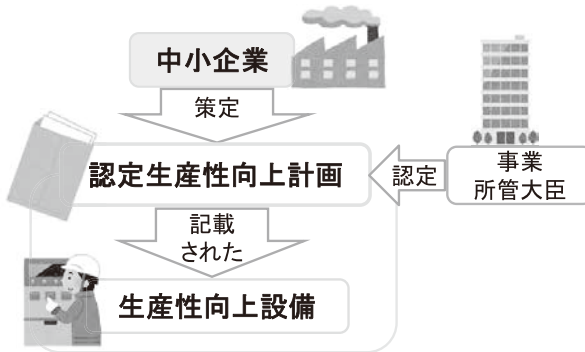 中小企業
策定
認定生産性向上計画
認定
事業
所管大臣
記載
された
生産性向上設備